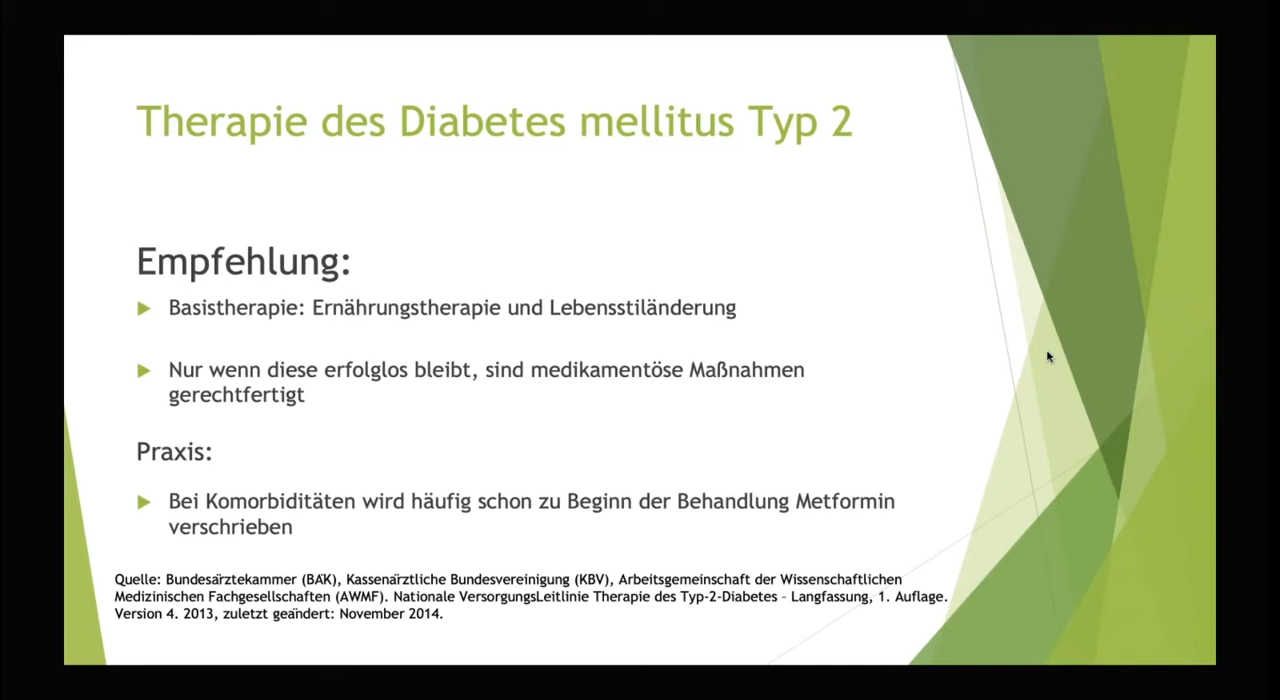 Therapie des Diabetes mellitus Typ 2
Empfehlung:
Basistherapie: Ernährungstherapie und Lebensstiländerung
Nur wenn diese erfolglos bleibt, sind medikamentöse Maßnahmen
gerechtfertigt
Praxis:
Bei Komorbiditäten wird häufig schon zu Beginn der Behandlung Metformin
verschrieben
Quelle: Bundesärztekammer (BÄK), Kassenärztliche Bundesvereinigung (KBV), Arbeitsgemeinschaft der Wissenschaftlichen
Medizinischen Fachgesellschaften (AWMF). Nationale VersorgungsLeitlinie Therapie des Typ-2-Diabetes – Langfassung, 1. Auflage.
Version 4. 2013, zuletzt geändert: November 2014.